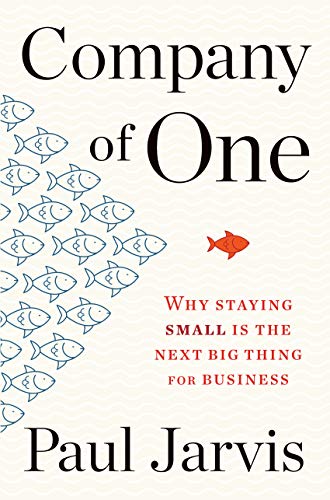 Company
of One
WHY STAYING
SMALL IS THE
NEXT BIG THING
FOR BUSINESS
Paul Jarvis